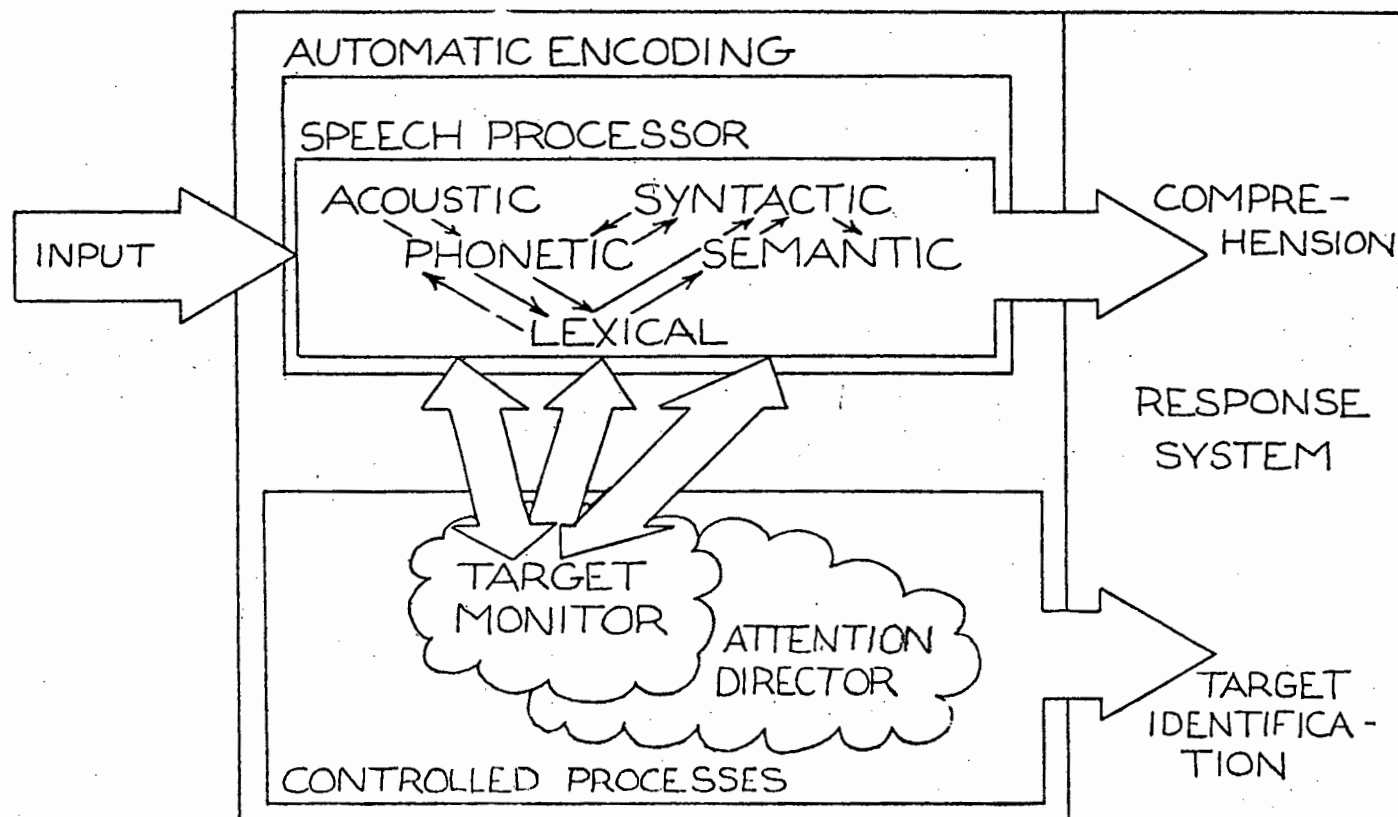 AUTOMATIC ENCODING
SPEECH PROCESSOR
ACOUSTIC SYNTACTIC
PHONETIC SEMANTIC
LEXICAL
INPUT
COMPRE-
HENSION
RESPONSE
SYSTEM
TARGET
MONITOR
ATTENTION
DIRECTOR
CONTROLLED PROCESSES
TARGET
IDENTIFICA-
TION